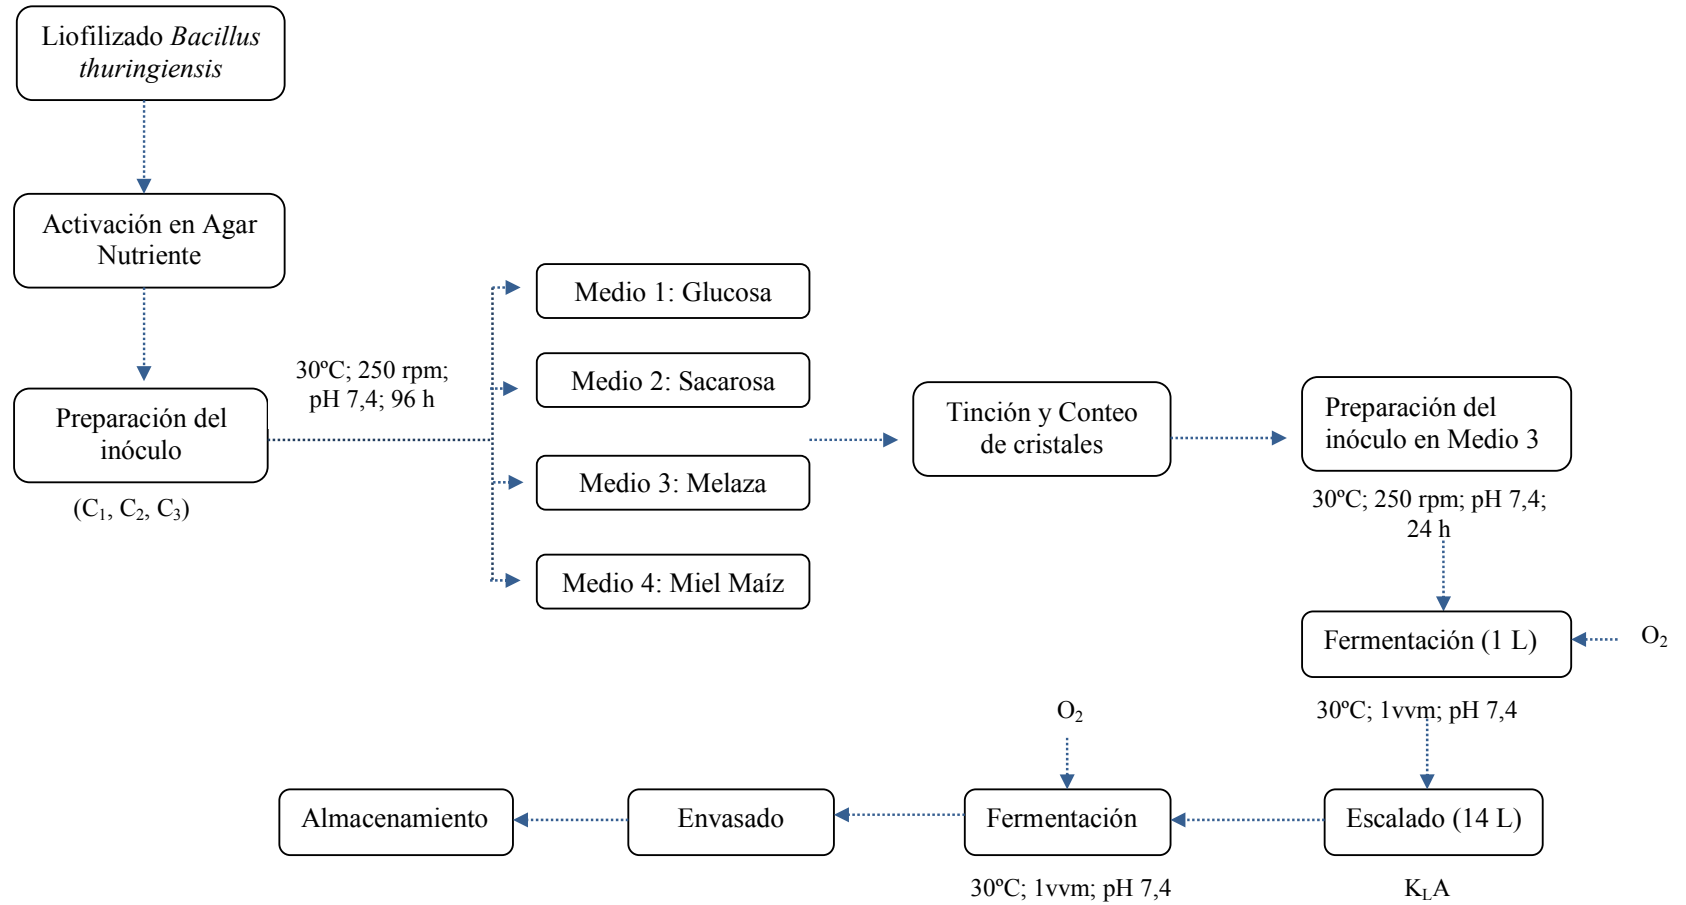 Liofilizado Bacillus
thuringiensis
Activación en Agar
Nutriente
Preparación del
inóculo
(C₁, C₂, C₃)
30ºC; 250 rpm;
pH 7,4; 96 h
Medio 1: Glucosa
Medio 2: Sacarosa
Medio 3: Melaza
Medio 4: Miel Maíz
Tinción y Conteo
de cristales
Preparación del
inóculo en Medio 3
30ºC; 250 rpm; pH 7,4;
24 h
Fermentación (1 L)
O₂
30ºC; 1vvm; pH 7,4
Escalado (14 L)
KLA
O₂
Fermentación
30ºC; 1vvm; pH 7,4
Envasado
Almacenamiento